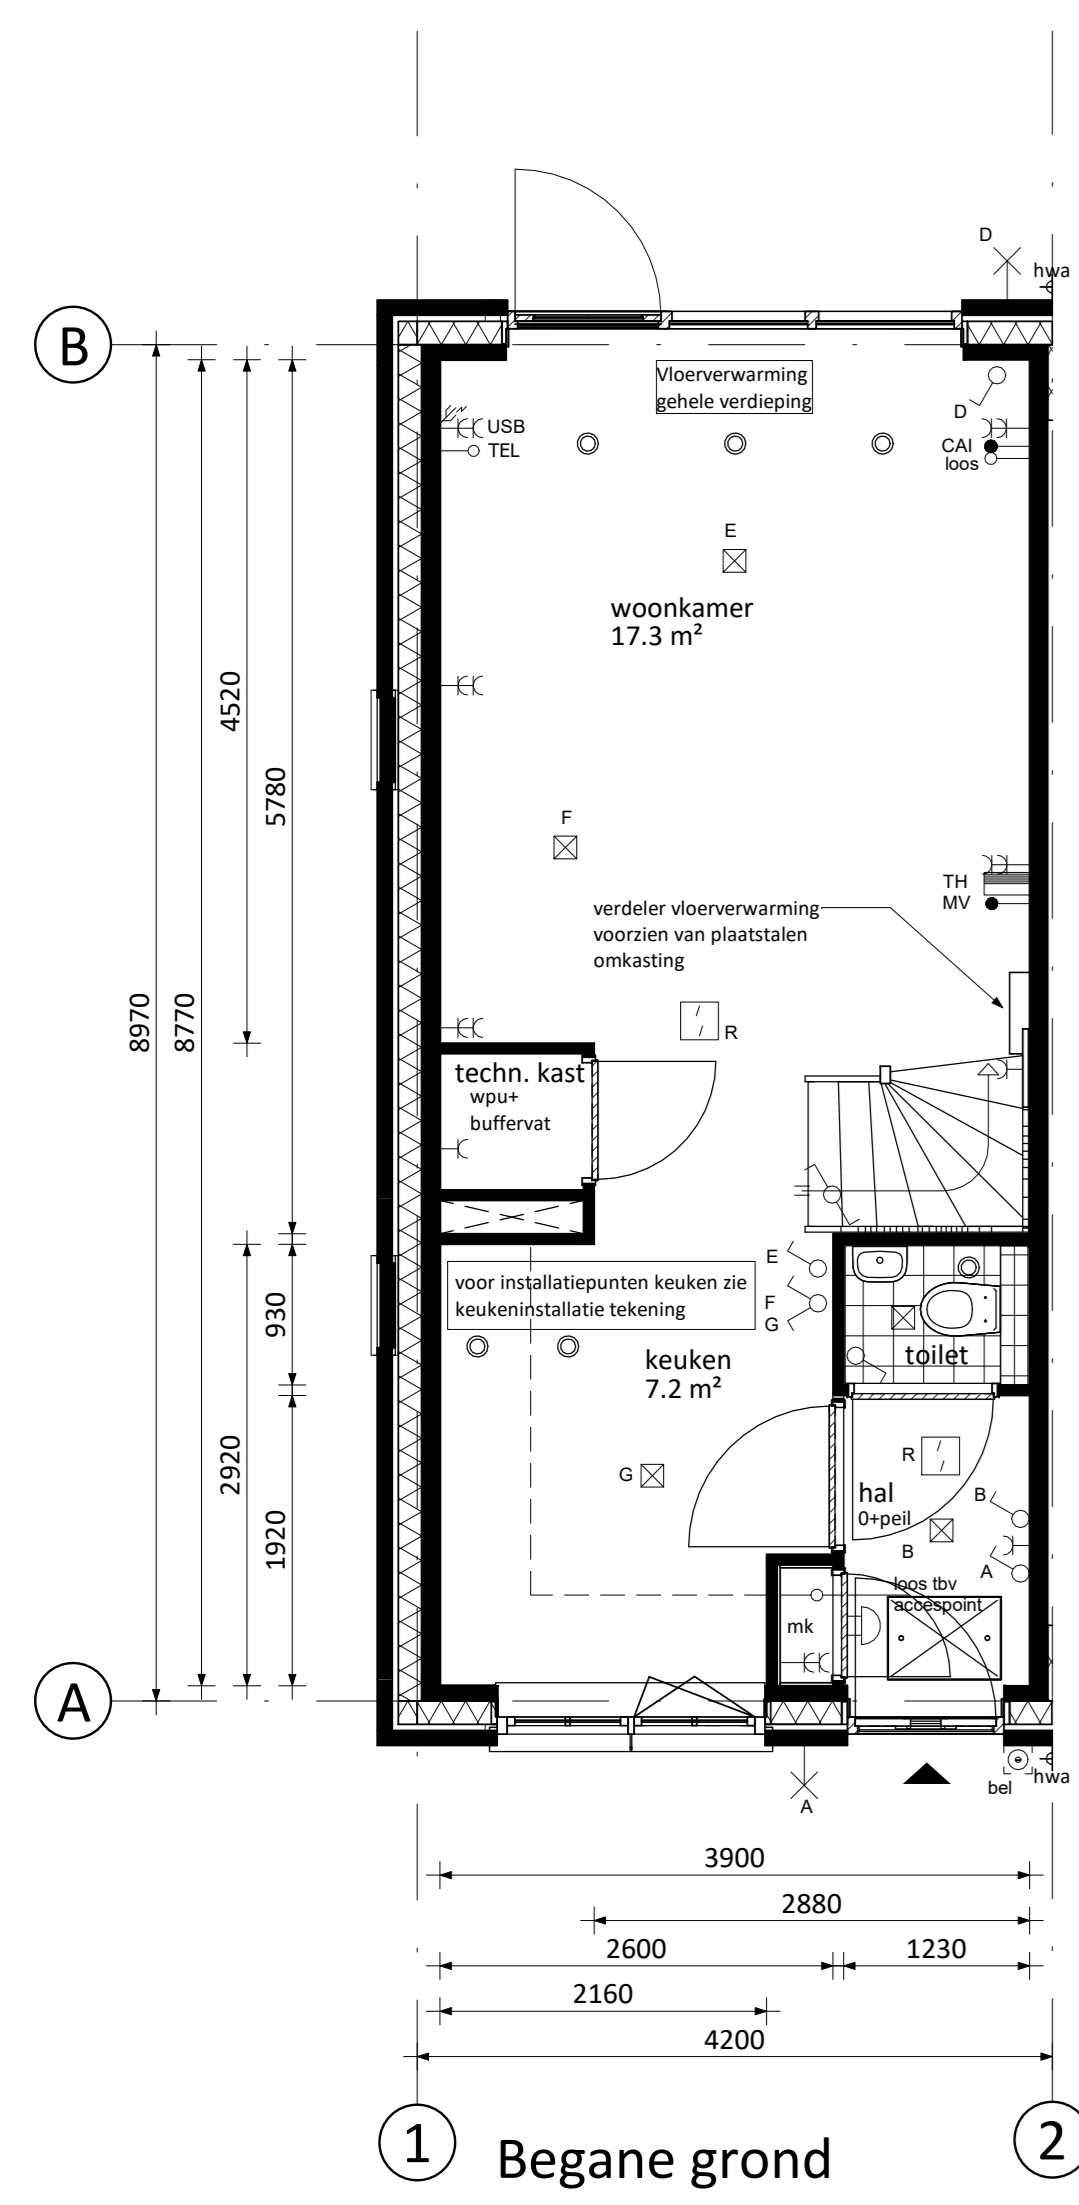 D
hwa
B
Vloerverwarming
gehele verdieping
D
USB
TEL
CAI
loos
E
woonkamer
17.3 m²
4520
5780
F
TH
MV
verdeler vloerverwarming
voorzien van plaatstalen
omkasting
8970
8770
R
techn. kast
wpu+
buffervat
E
F
G
voor installatiepunten keuken zie
keukeninstallatie tekening
930
keuken
7.2 m²
toilet
2920
1920
G
R
hal
0+peil
B
B
A
loos tbv
accespoint
mk
A
bel
hwa
A
3900
2880
2600
1230
2160
4200
1
2
Begane grond